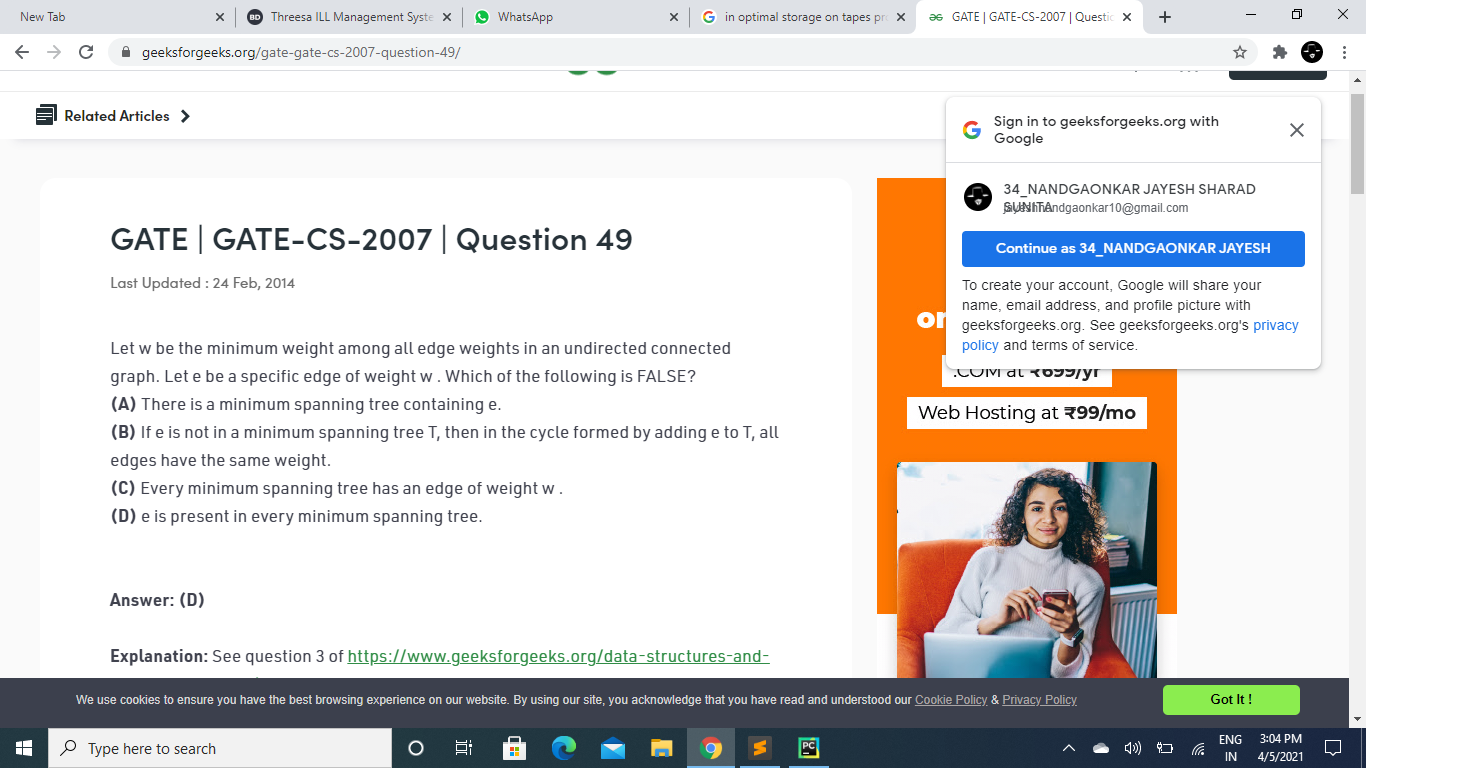 New Tab
BD Threesa ILL Management Syste
WhatsApp
in optimal storage on tapes pr
GATE | GATE-CS-2007 | Questic
geeksforgeeks.org/gate-gate-cs-2007-question-49/
Related Articles
Sign in to geeksforgeeks.org with
Google
34_NANDGAONKAR JAYESH SHARAD
SUNITA
jayeshnandgaonkar10@gmail.com
Continue as 34_NANDGAONKAR JAYESH
To create your account, Google will share your
name, email address, and profile picture with
geeksforgeeks.org. See geeksforgeeks.org's privacy
policy and terms of service.
GATE | GATE-CS-2007 | Question 49
Last Updated : 24 Feb, 2014
Let w be the minimum weight among all edge weights in an undirected connected
graph. Let e be a specific edge of weight w . Which of the following is FALSE?
(A) There is a minimum spanning tree containing e.
(B) If e is not in a minimum spanning tree T, then in the cycle formed by adding e to T, all
edges have the same weight.
(C) Every minimum spanning tree has an edge of weight w .
(D) e is present in every minimum spanning tree.
Answer: (D)
Explanation: See question 3 of https://www.geeksforgeeks.org/data-structures-and-
or
.COM at ₹699/yr
Web Hosting at ₹99/mo
We use cookies to ensure you have the best browsing experience on our website. By using our site, you acknowledge that you have read and understood our Cookie Policy & Privacy Policy
Got It !
Type here to search
PC
ENG
IN
3:04 PM
4/5/2021